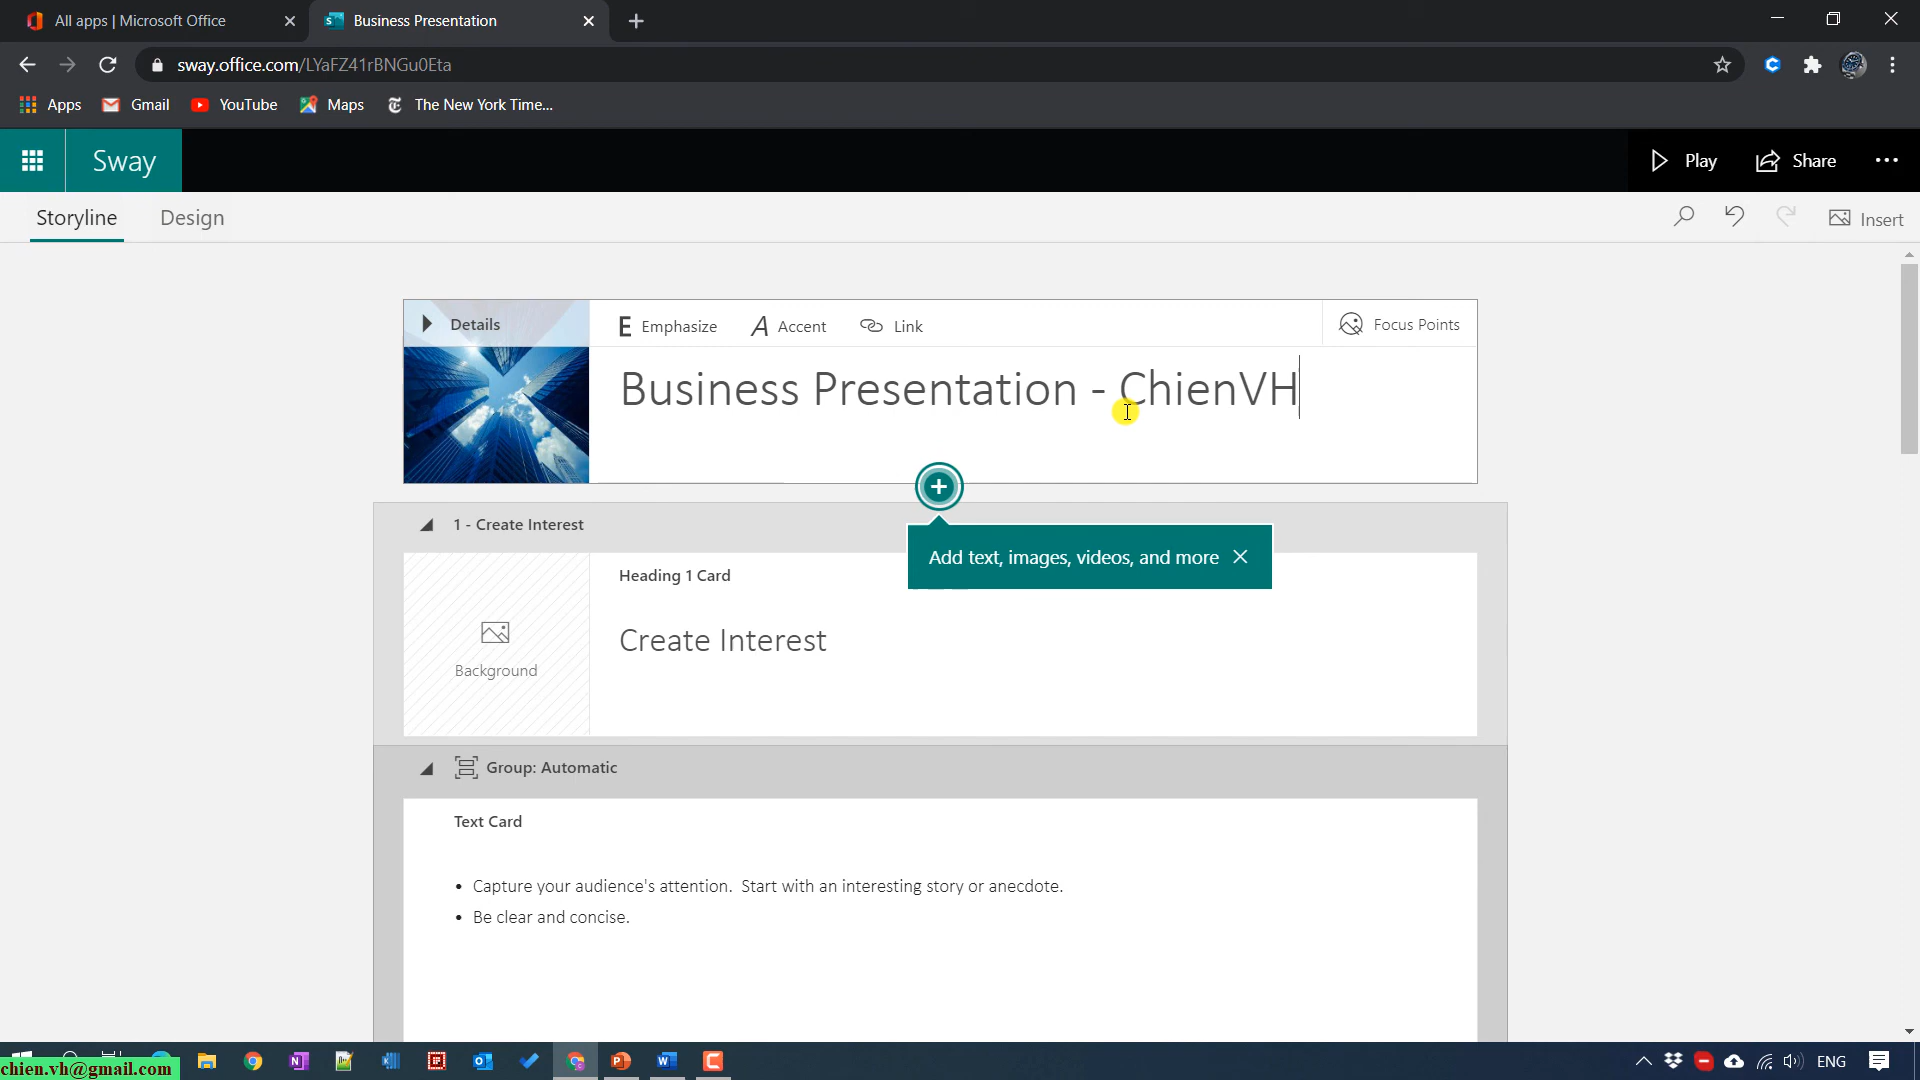 All apps | Microsoft Office
Business Presentation
sway.office.com/LYaFZ41rBNGu0Eta
Apps
Gmail
YouTube
Maps
The New York Time...
Sway
Play
Share
Storyline
Design
Insert
Details
Emphasize
Accent
Link
Focus Points
Business Presentation - ChienVH
Add text, images, videos, and more
1 - Create Interest
Heading 1 Card
Create Interest
Background
Group: Automatic
Text Card
• Capture your audience's attention.  Start with an interesting story or anecdote.
• Be clear and concise.
chien.vh@gmail.com
ENG